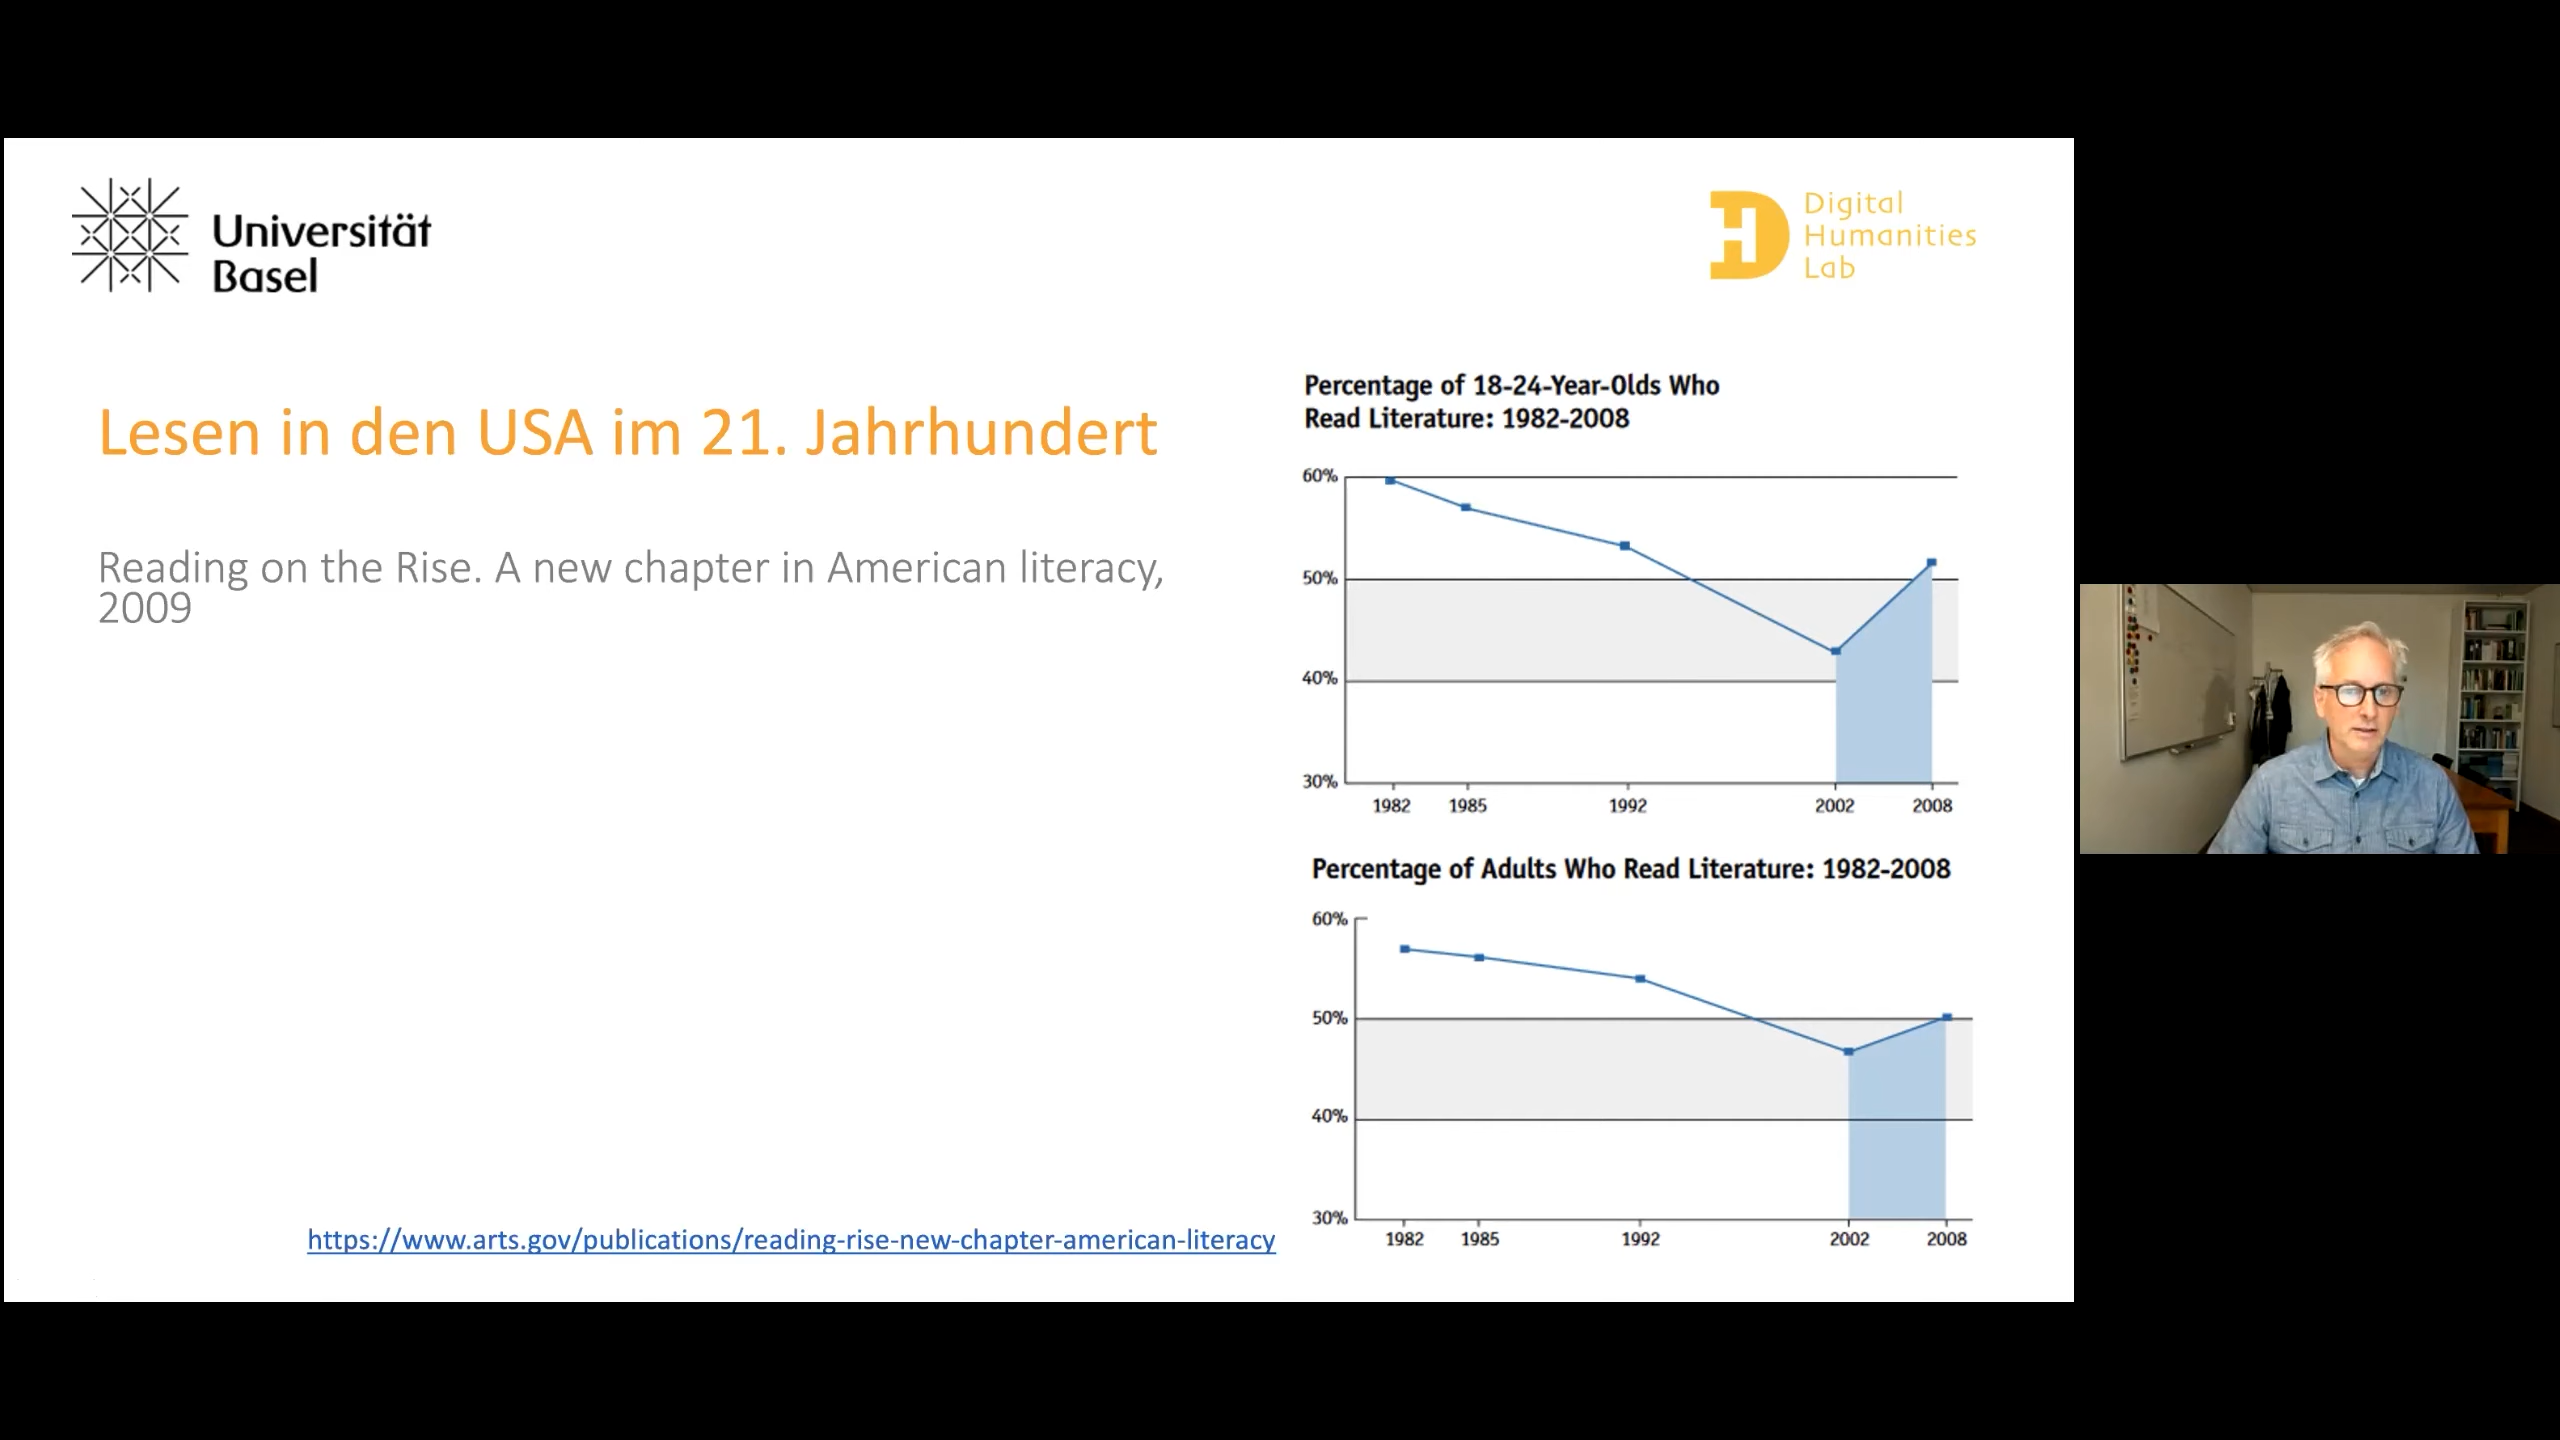 Universität
Basel
Digital
Humanities
Lab
Lesen in den USA im 21. Jahrhundert
Reading on the Rise. A new chapter in American literacy,
2009
https://www.arts.gov/publications/reading-rise-new-chapter-american-literacy
Percentage of 18-24-Year-Olds Who
Read Literature: 1982-2008
60%
50%
40%
30%
1982 1985 1992 2002 2008
Percentage of Adults Who Read Literature: 1982-2008
60%
50%
40%
30%
1982 1985 1992 2002 2008